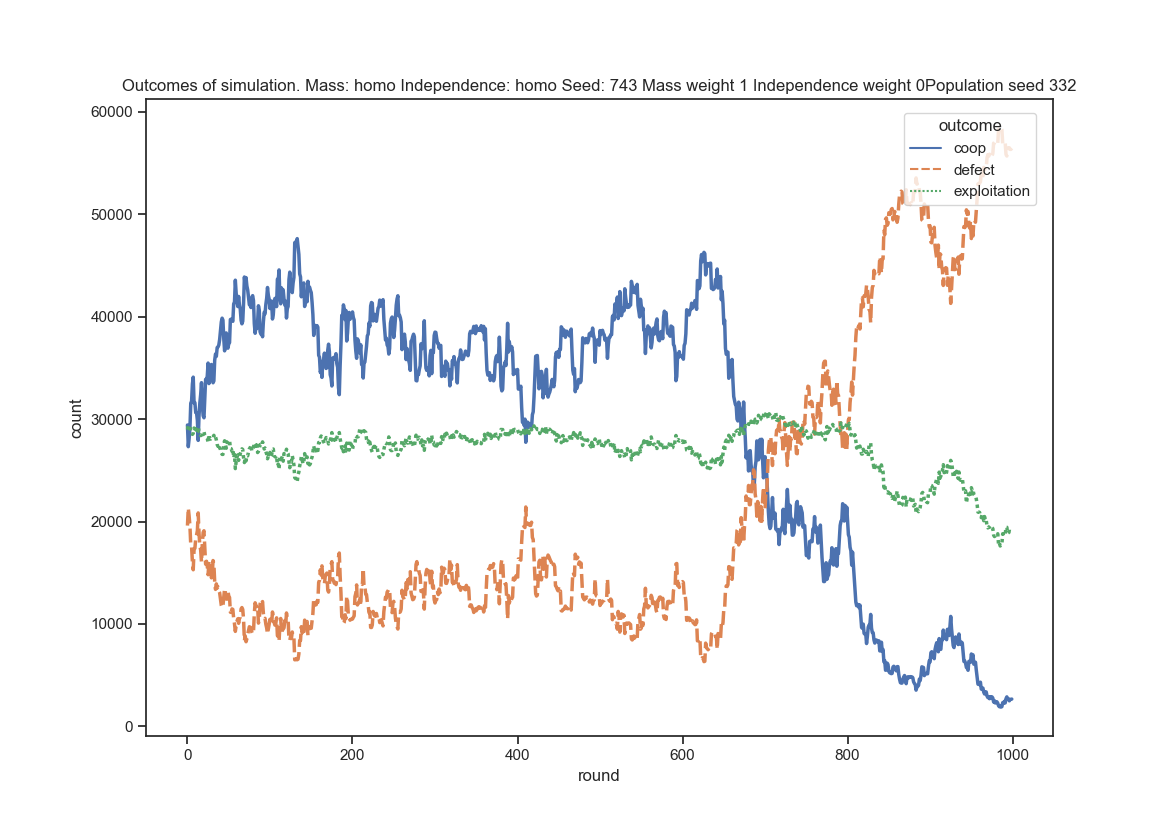 Outcomes of simulation. Mass: homo Independence: homo Seed: 743 Mass weight 1 Independence weight 0Population seed 332
60000
50000
40000
30000
20000
10000
0
count
outcome
coop
defect
exploitation
0 200 400 600 800 1000
round